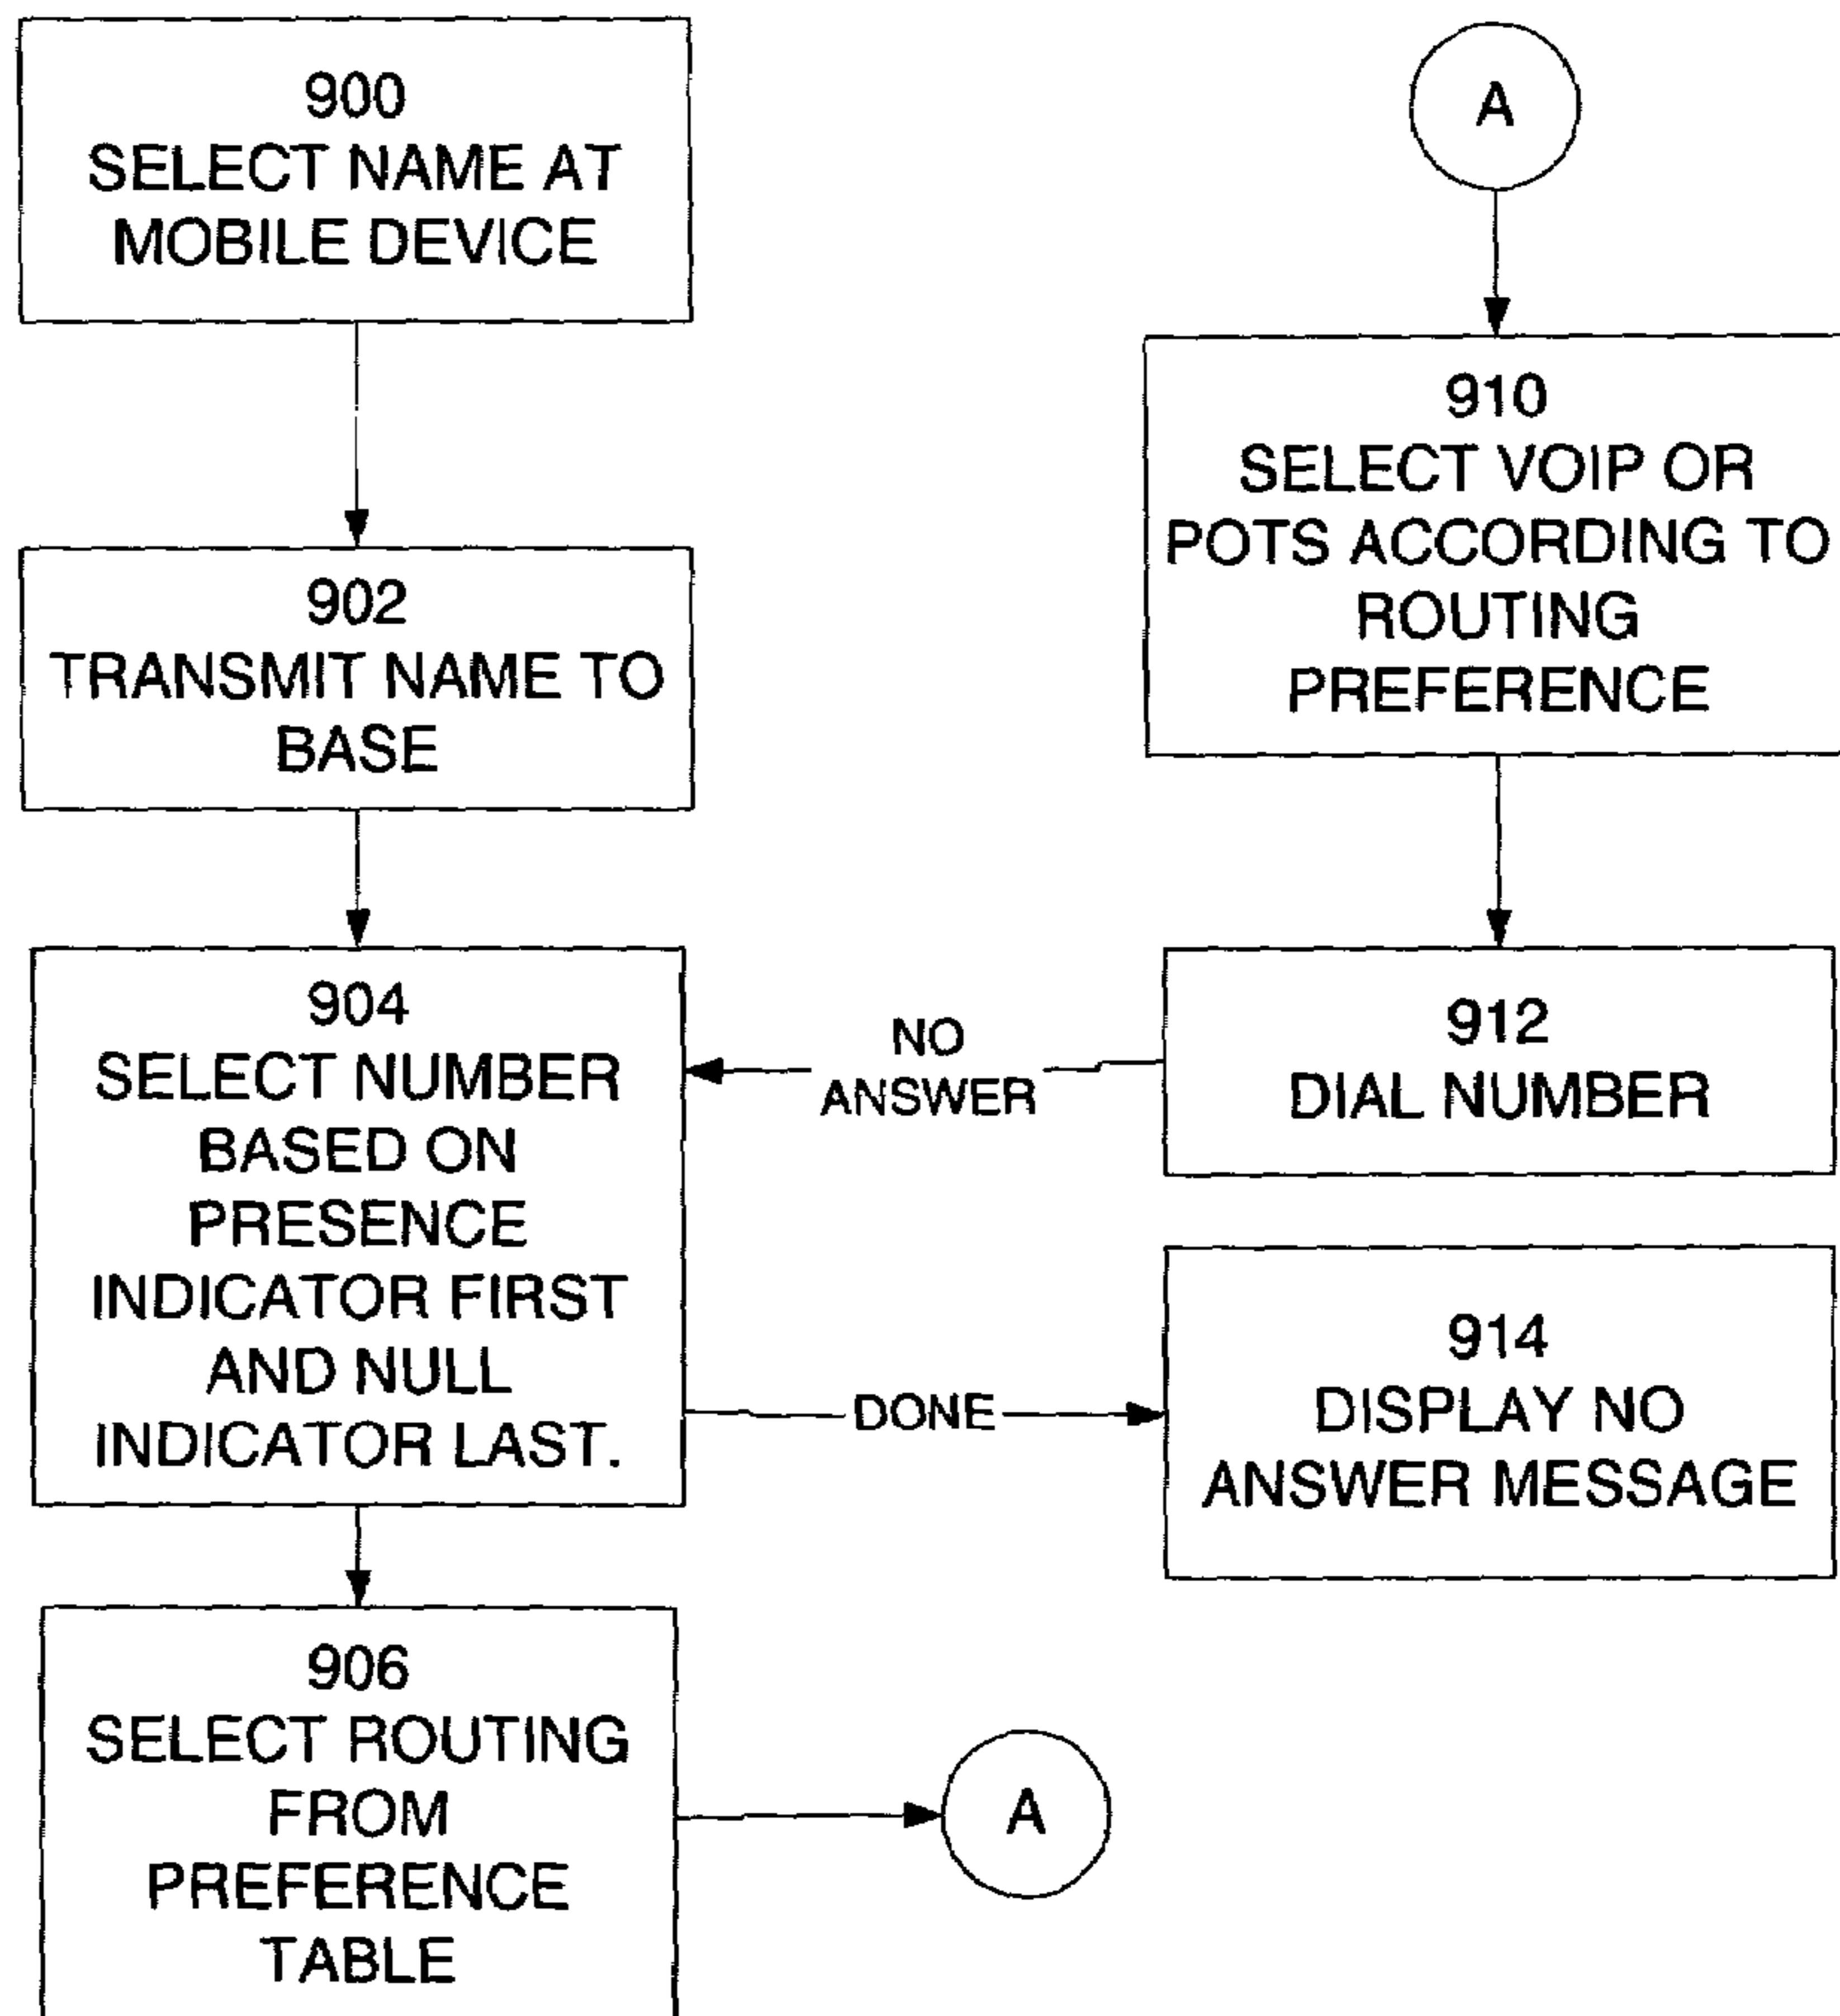 900
SELECT NAME AT
MOBILE DEVICE
902
TRANSMIT NAME TO
BASE
904
SELECT NUMBER
BASED ON
PRESENCE
INDICATOR FIRST
AND NULL
INDICATOR LAST.
906
SELECT ROUTING
FROM
PREFERENCE
TABLE
A
A
910
SELECT VOIP OR
POTS ACCORDING TO
ROUTING
PREFERENCE
912
DIAL NUMBER
NO
ANSWER
DONE
914
DISPLAY NO
ANSWER MESSAGE